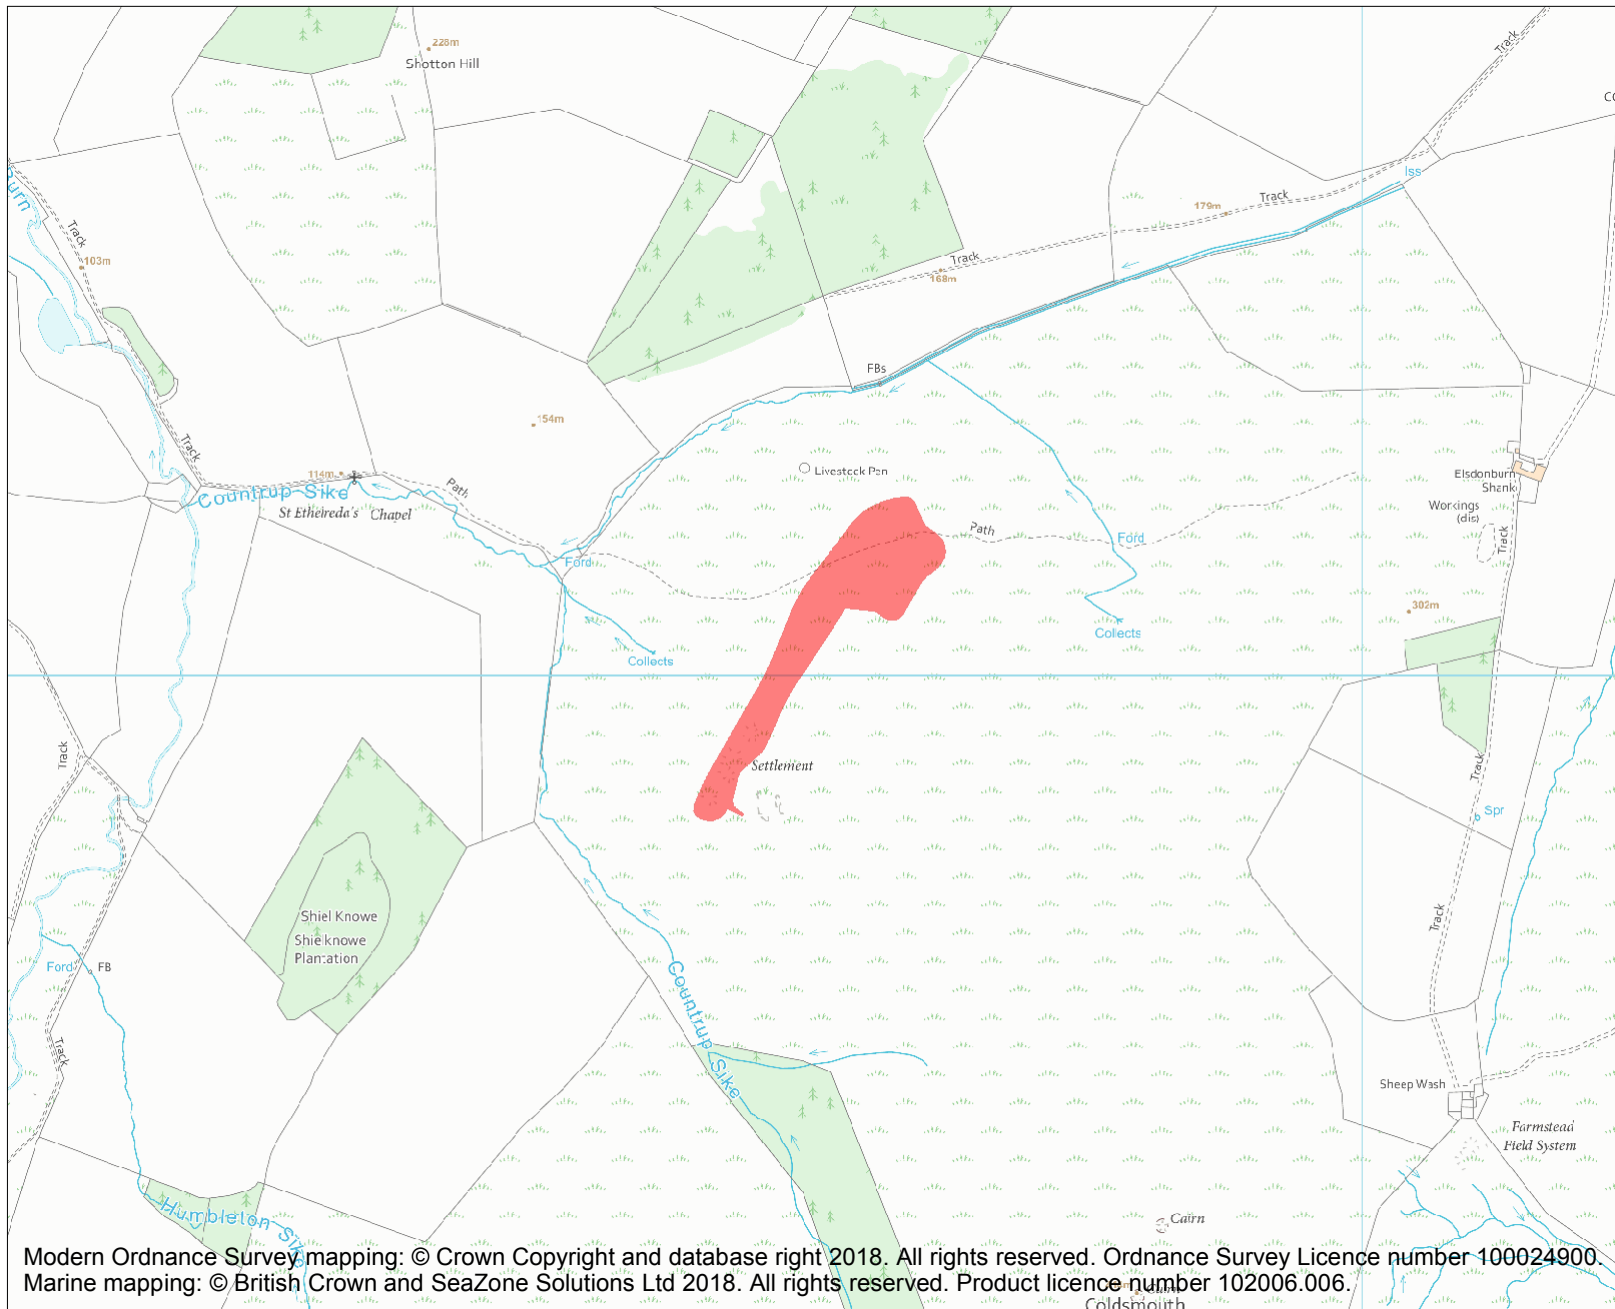 228m
Shotton Hill
Track
Burn
Track
103m
Iss
Track
179m
Track
168m
FBs
154m
Track
114m
Path
Countrup Sike
St Ethelreda's Chapel
Livestock Pen
Elsdonburn
Shank
Workings
(dis)
Track
Path
Ford
Ford
302m
Collects
Collects
Track
Settlement
Track
Spr
Shiel Knowe
Shielknowe
Plantation
Track
Ford
FB
Countrup Sike
Track
Sheep Wash
Farmstead
Field System
Humbleton Sike
Cairn
Modern Ordnance Survey mapping: © Crown Copyright and database right 2018. All rights reserved. Ordnance Survey Licence number 100024900.
Marine mapping: © British Crown and SeaZone Solutions Ltd 2018. All rights reserved. Product licence number 102006.006.
Cairn
Coldsmouth